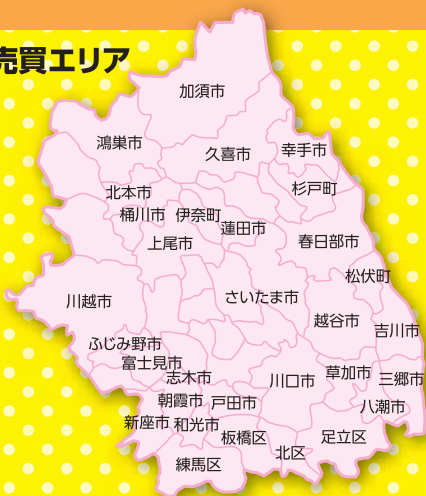 売買エリア
加須市
鴻巣市
久喜市
幸手市
北本市
杉戸町
桶川市
伊奈町
蓮田市
上尾市
春日部市
松伏町
川越市
さいたま市
越谷市
吉川市
ふじみ野市
富士見市
志木市
川口市
草加市
三郷市
朝霞市
戸田市
八潮市
新座市
和光市
板橋区
足立区
北区
練馬区